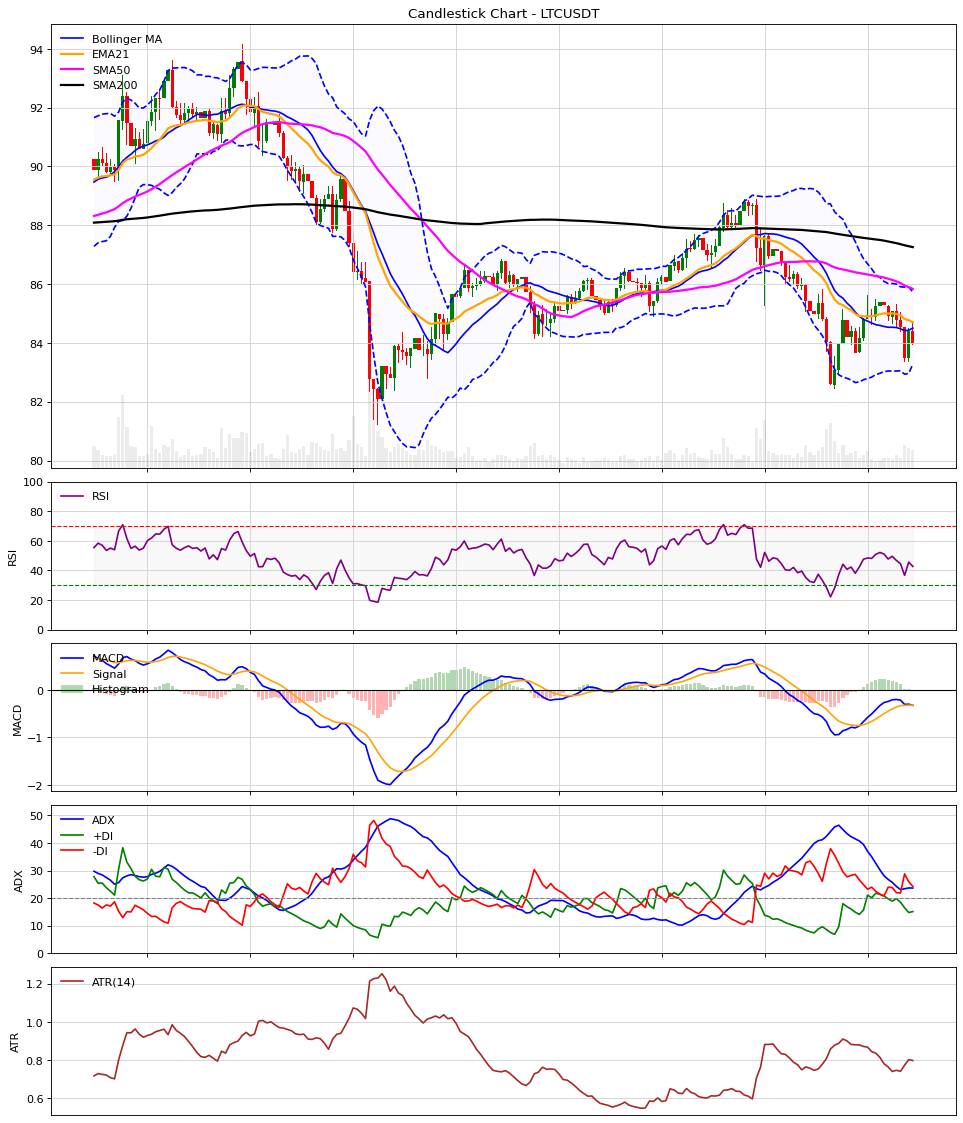 Candlestick Chart - LTCUSDT
Bollinger MA
EMA21
SMA50
SMA200
94
92
90
88
86
84
82
80
RSI
100
80
60
40
20
0
RSI
MACD
Signal
Histogram
0
−1
−2
MACD
ADX
+DI
-DI
50
40
30
20
10
0
ADX
ATR(14)
1.2
1.0
0.8
0.6
ATR